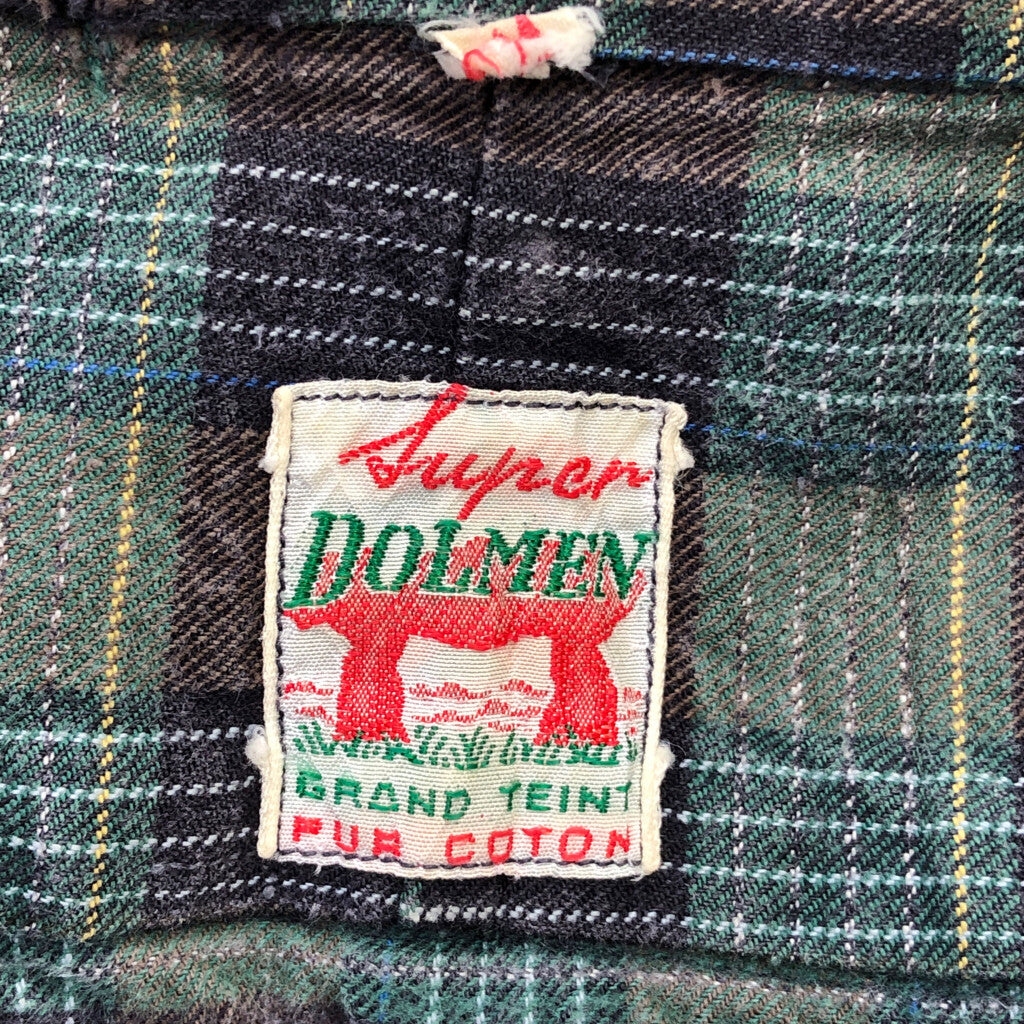 Super
DOLMEN
GRAND TEINT
PUR COTON